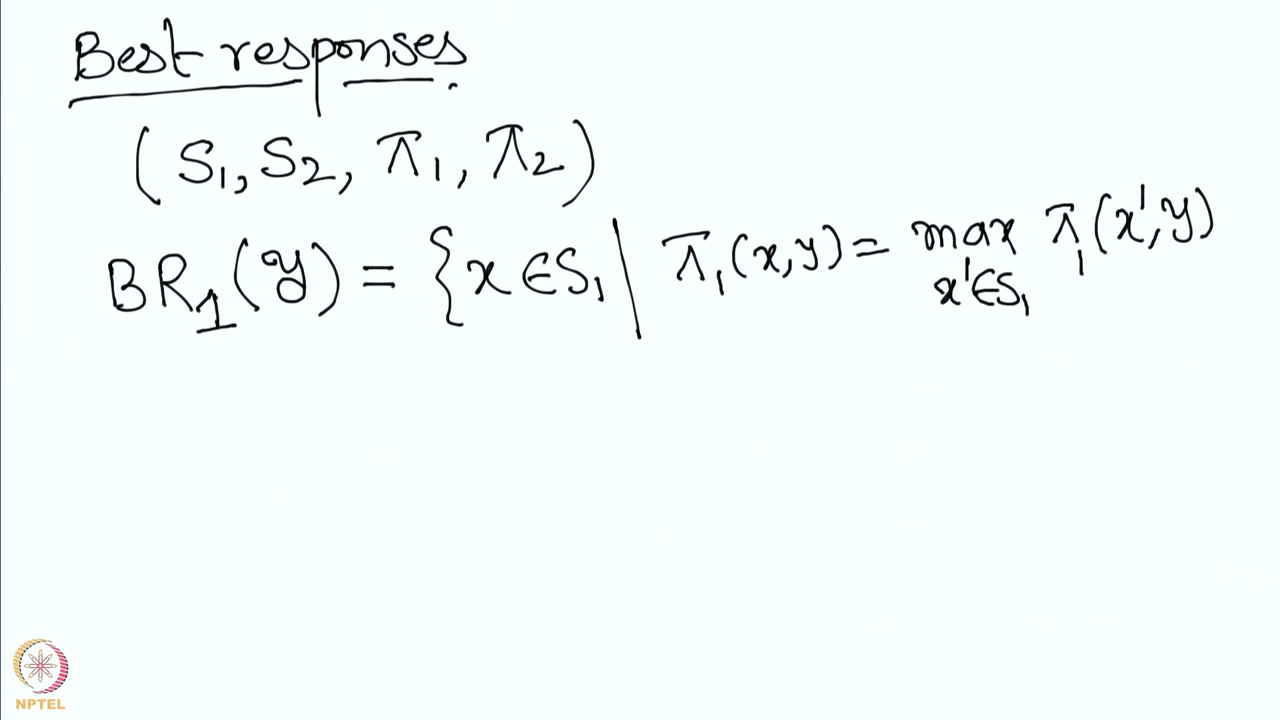 Best responses.
(S₁, S₂, π₁, π₂)
BR₁(y) = {x ∈ S₁ | π₁(x, y) = max π₁(x', y)
x' ∈ S₁
NPTEL